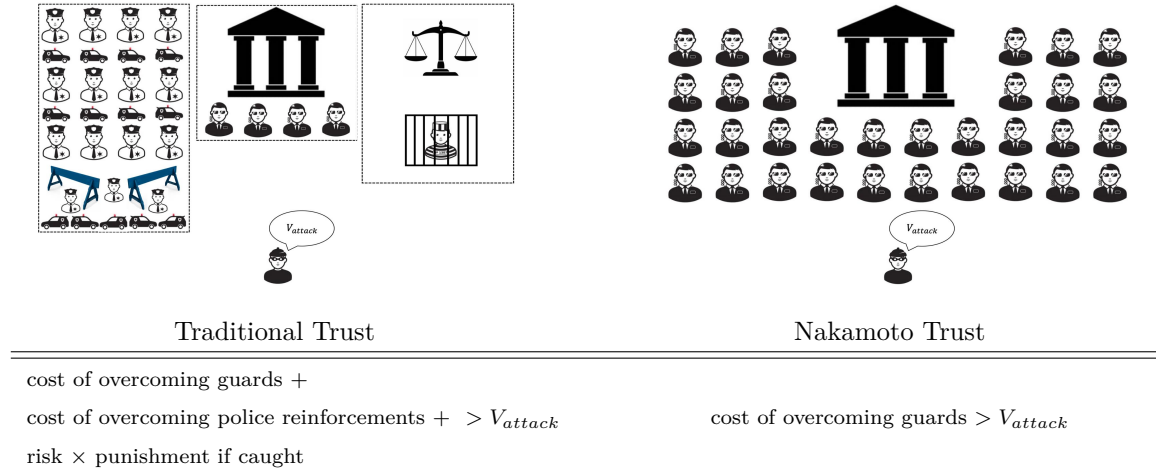 V_attack
V_attack
Traditional Trust
Nakamoto Trust
cost of overcoming guards +
cost of overcoming police reinforcements + > V_attack
cost of overcoming guards > V_attack
risk × punishment if caught